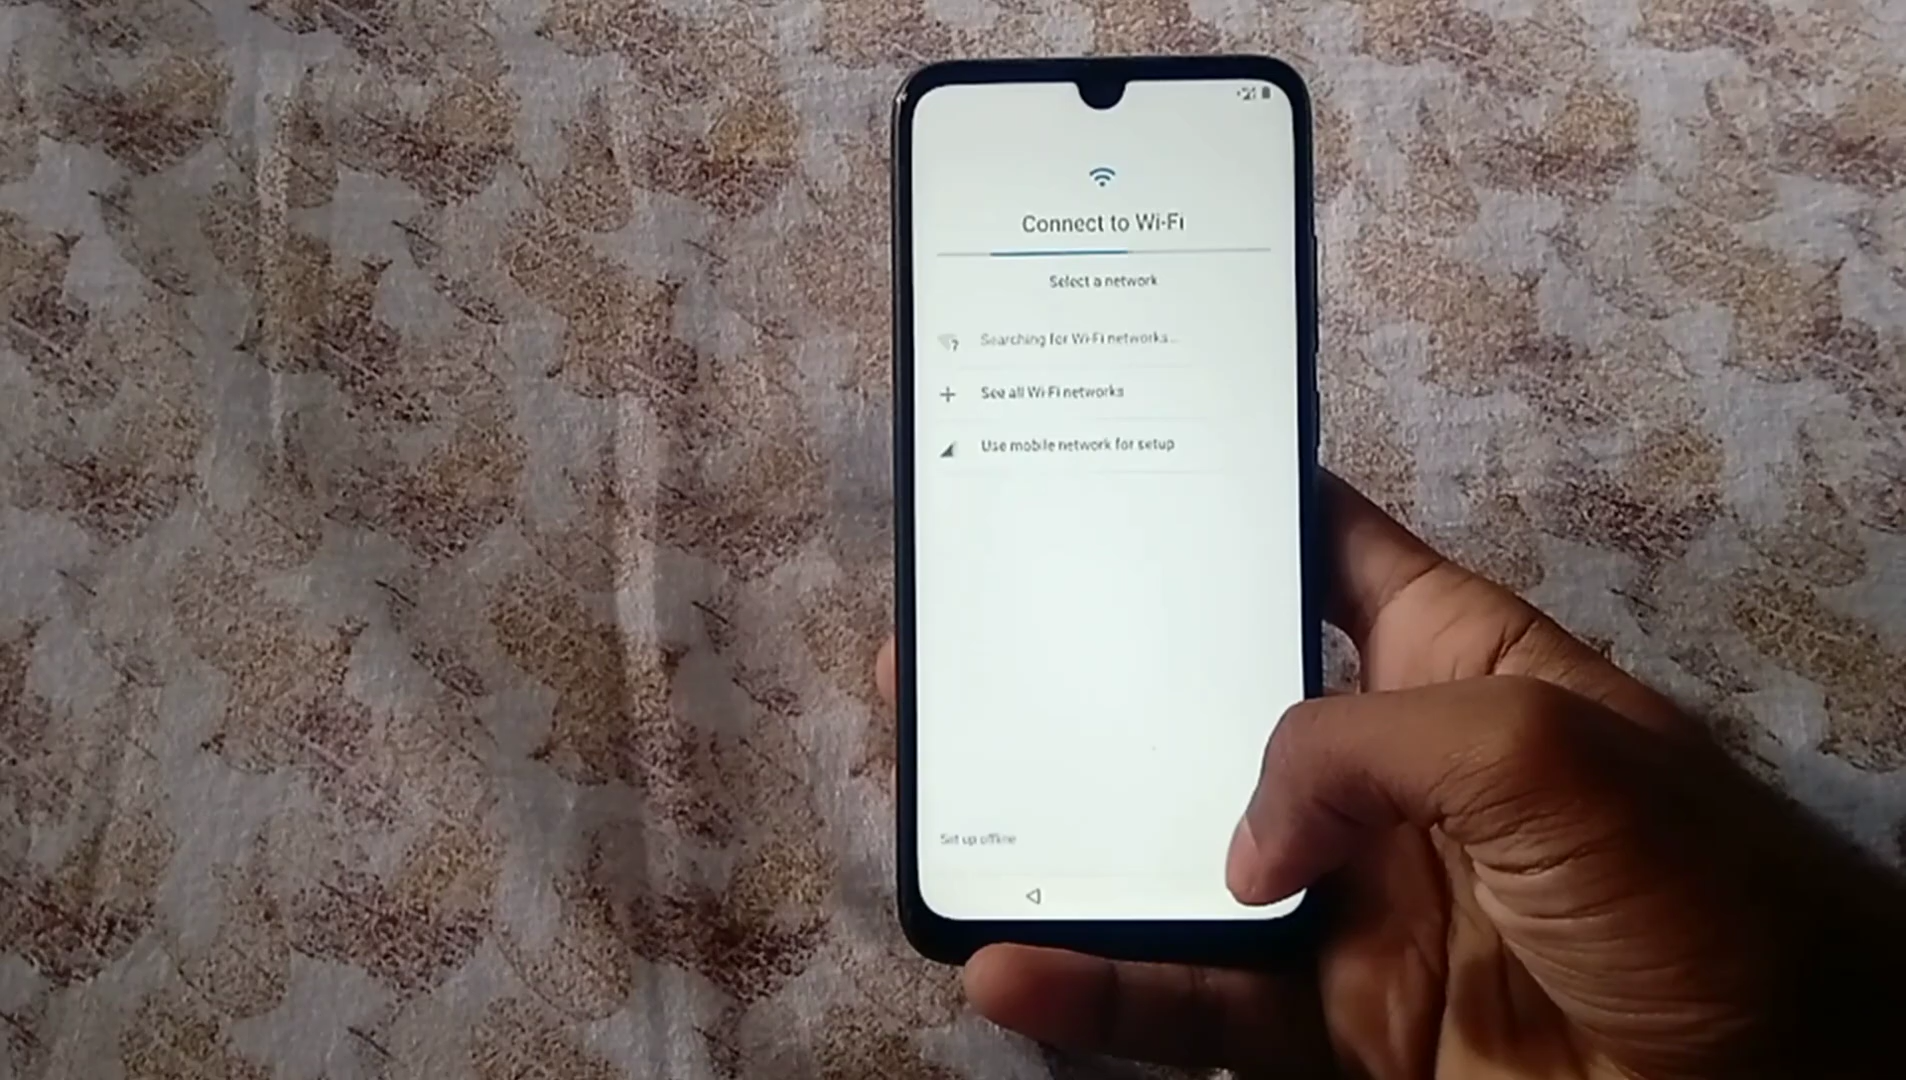 Connect to Wi-Fi
Select a network
Searching for Wi-Fi networks...
See all Wi-Fi networks
Use mobile network for setup
Set up offline